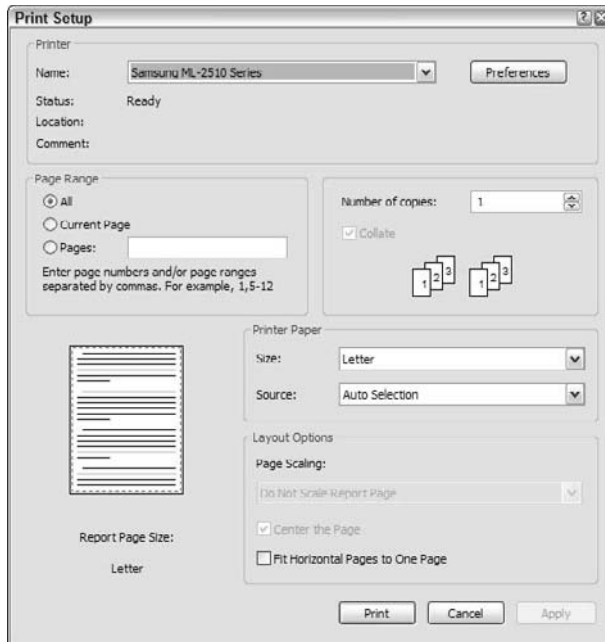 Print Setup
Printer
Name:
Samsung ML-2510 Series
Preferences
Status:
Ready
Location:
Comment:
Page Range
All
Current Page
Pages:
Enter page numbers and/or page ranges
separated by commas. For example, 1,5-12
Number of copies:
1
Collate
1 2 3
1 2 3
Printer Paper
Size:
Letter
Source:
Auto Selection
Layout Options
Page Scaling:
Do Not Scale Report Page
Center the Page
Fit Horizontal Pages to One Page
Report Page Size:
Letter
Print
Cancel
Apply